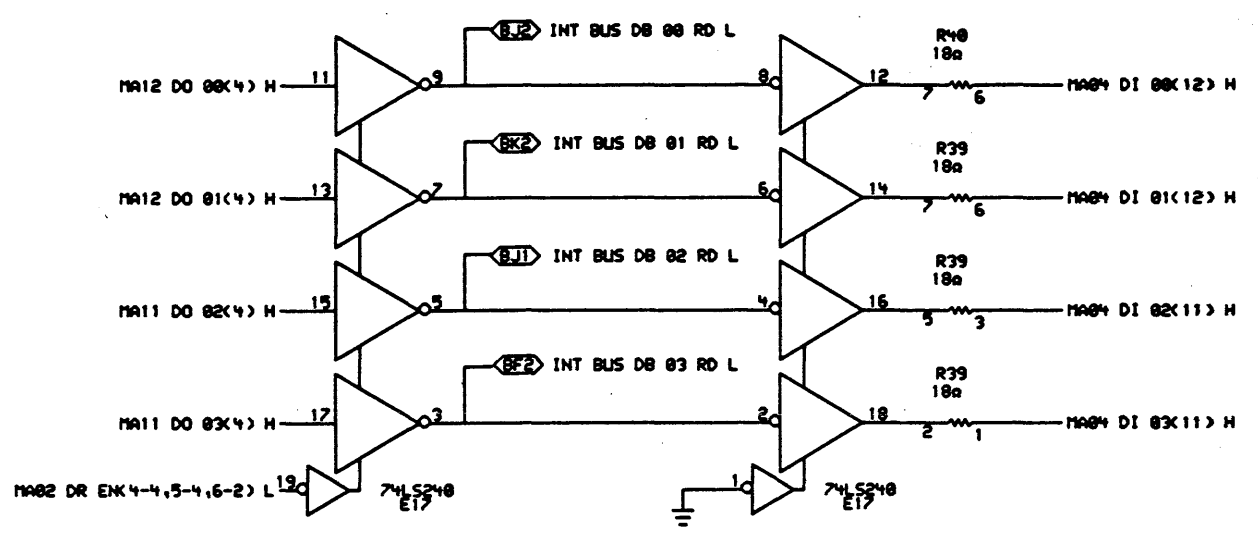 BJ2 INT BUS DB 00 RD L
R40
18Ω
MA12 DO 00(4) H 11 9 8 12 7 6 MA04 DI 00(12) H
BK2 INT BUS DB 01 RD L
R39
18Ω
MA12 DO 01(4) H 13 7 6 14 7 6 MA04 DI 01(12) H
BJ1 INT BUS DB 02 RD L
R39
18Ω
MA11 DO 02(4) H 15 5 4 16 5 3 MA04 DI 02(11) H
BF2 INT BUS DB 03 RD L
R39
18Ω
MA11 DO 03(4) H 17 3 2 18 2 1 MA04 DI 03(11) H
MA02 DR EN(4-4,5-4,6-2) L 19 74LS240 1 74LS240
E17 E17